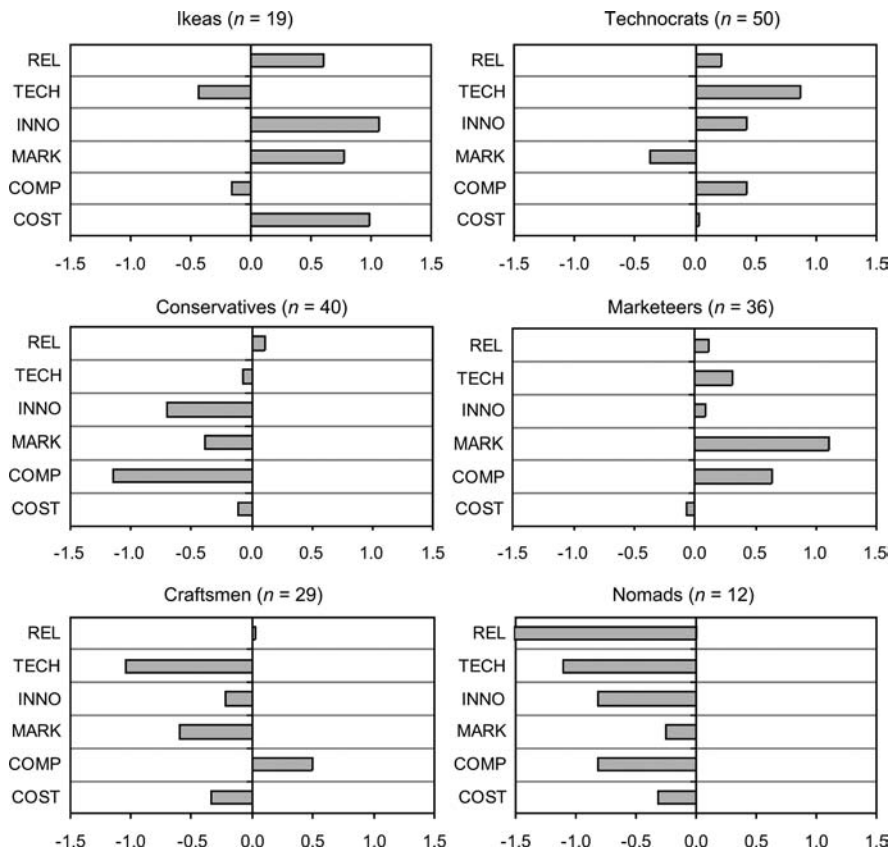 Ikeas (n = 19)
REL
TECH
INNO
MARK
COMP
COST
-1.5 -1.0 -0.5 0.0 0.5 1.0 1.5
Technocrats (n = 50)
REL
TECH
INNO
MARK
COMP
COST
-1.5 -1.0 -0.5 0.0 0.5 1.0 1.5
Conservatives (n = 40)
REL
TECH
INNO
MARK
COMP
COST
-1.5 -1.0 -0.5 0.0 0.5 1.0 1.5
Marketeers (n = 36)
REL
TECH
INNO
MARK
COMP
COST
-1.5 -1.0 -0.5 0.0 0.5 1.0 1.5
Craftsmen (n = 29)
REL
TECH
INNO
MARK
COMP
COST
-1.5 -1.0 -0.5 0.0 0.5 1.0 1.5
Nomads (n = 12)
REL
TECH
INNO
MARK
COMP
COST
-1.5 -1.0 -0.5 0.0 0.5 1.0 1.5